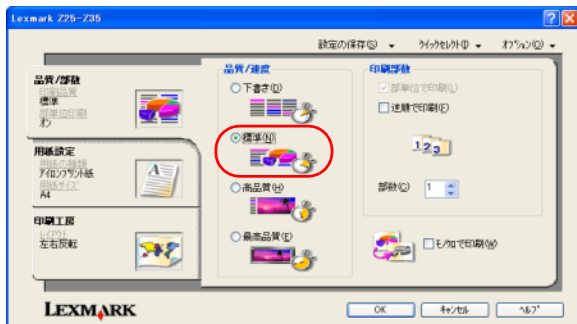 Lexmark Z25-Z35
設定の保存(S) クイックセレクト(I) オプション(O)
品質/部数
印刷品質
標準
部単位印刷
オン
用紙設定
用紙の種類
アイロンプリント紙
用紙サイズ
A4
印刷工房
レイアウト
左右反転
品質/速度
下書き(D)
標準(N)
高品質(H)
最高品質(E)
印刷部数
部単位で印刷(L)
逆順で印刷(F)
1 2 3
部数(C) 1
モノクロで印刷(W)
LEXMARK
OK キャンセル ヘルプ